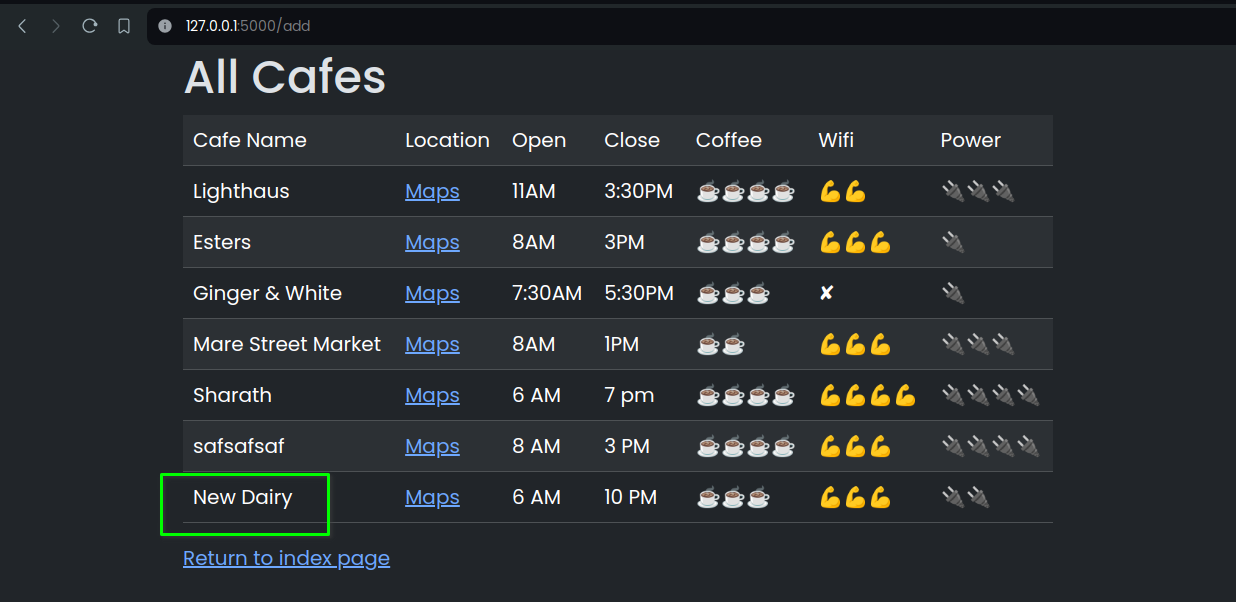 127.0.0.1:5000/add
All Cafes
Cafe Name Location Open Close Coffee Wifi Power
Lighthaus Maps 11AM 3:30PM ☕☕☕☕ 💪💪 🔌🔌🔌
Esters Maps 8AM 3PM ☕☕☕☕ 💪💪💪 🔌
Ginger & White Maps 7:30AM 5:30PM ☕☕☕ ✘ 🔌
Mare Street Market Maps 8AM 1PM ☕☕ 💪💪💪 🔌🔌🔌
Sharath Maps 6 AM 7 pm ☕☕☕☕ 💪💪💪💪 🔌🔌🔌🔌
safsafsaf Maps 8 AM 3 PM ☕☕☕☕ 💪💪💪 🔌🔌🔌🔌
New Dairy Maps 6 AM 10 PM ☕☕☕ 💪💪💪 🔌🔌
Return to index page